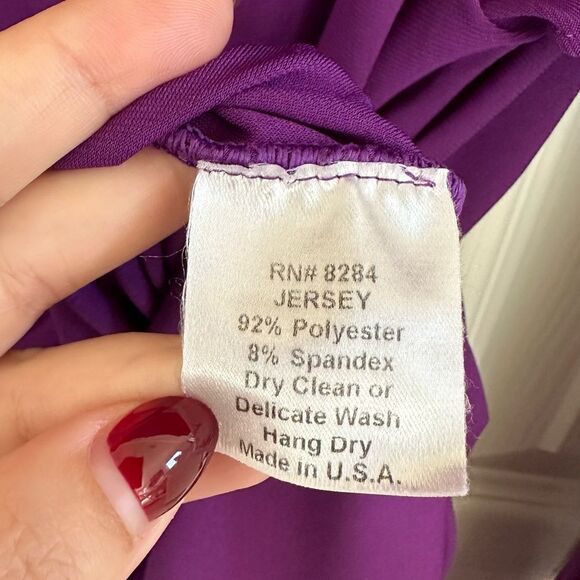 RN# 8284
JERSEY
92% Polyester
8% Spandex
Dry Clean or
Delicate Wash
Hang Dry
Made in U.S.A.